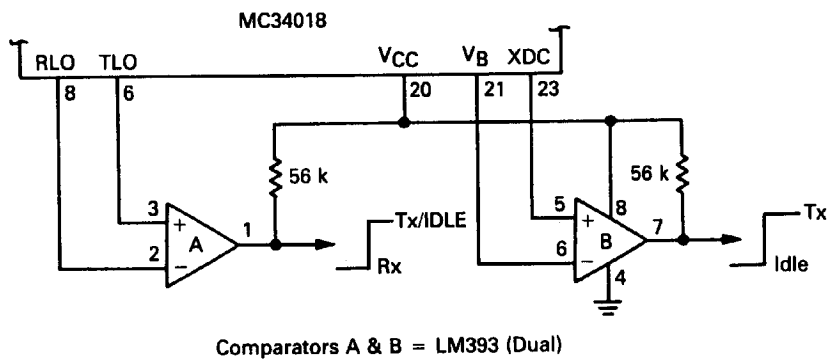 MC34018
RLO TLO VCC VB XDC
8 6 20 21 23
56 k 56 k
3 + A 1 Tx/IDLE
2 − Rx
5 + B 8 7 Tx
6 − 4 Idle
Comparators A & B = LM393 (Dual)